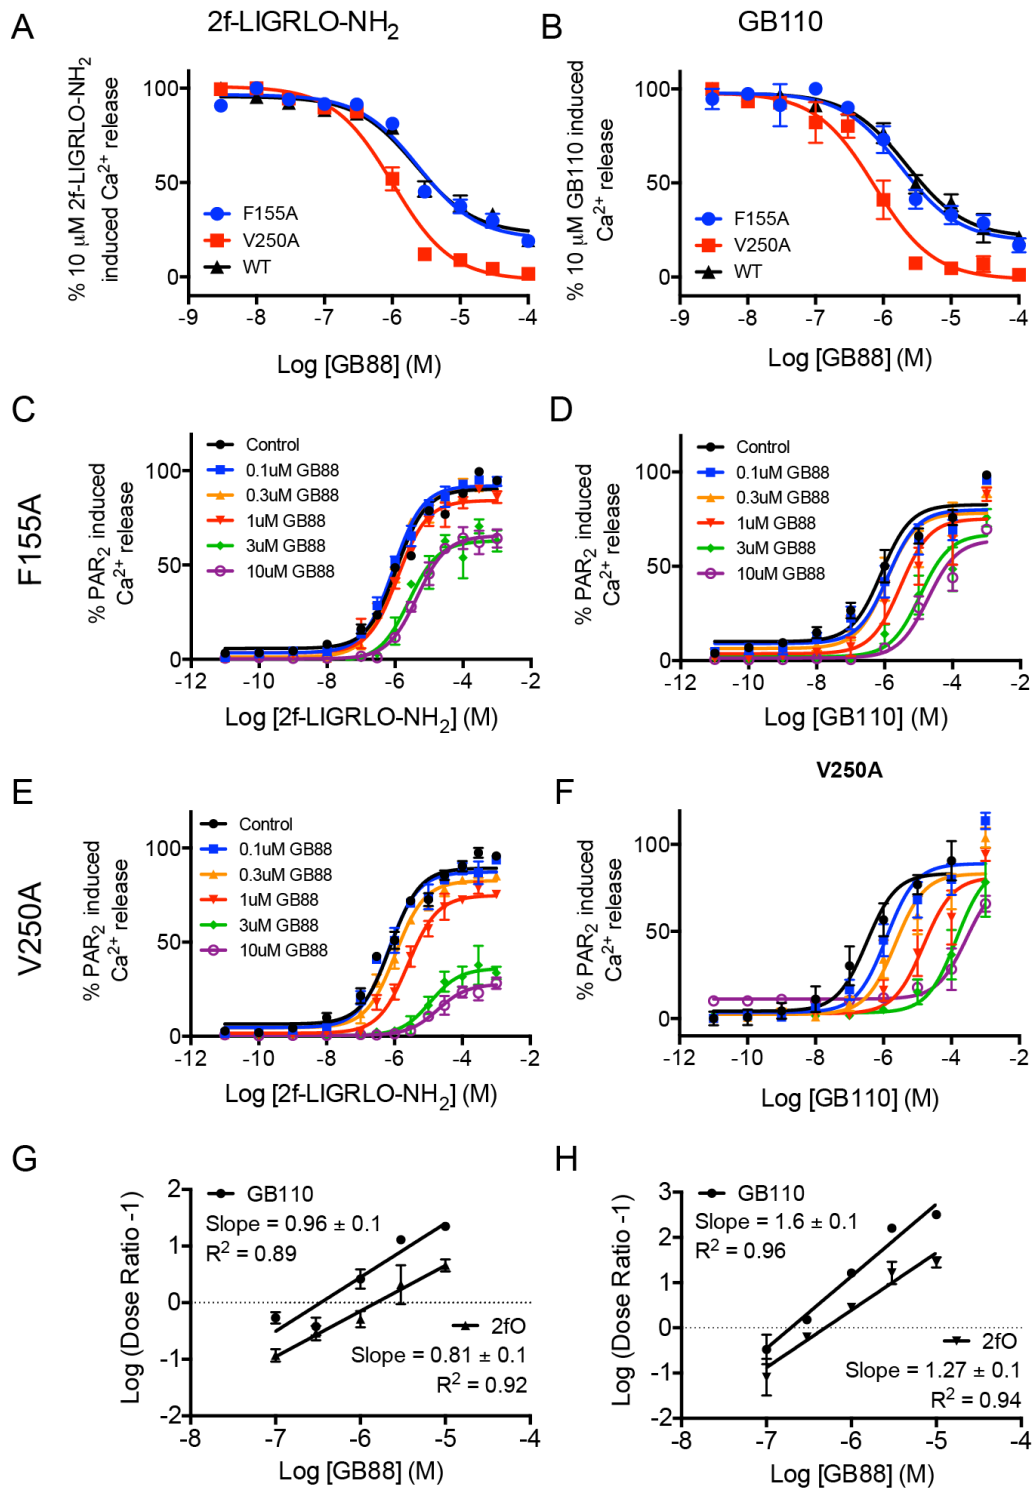 A
2f-LIGRLO-NH2
B
GB110
% 10 μM 2f-LIGRLO-NH2
induced Ca2+ release
100
50
0
F155A
V250A
WT
-9 -8 -7 -6 -5 -4
Log [GB88] (M)
% 10 μM GB110 induced
Ca2+ release
100
50
0
F155A
V250A
WT
-9 -8 -7 -6 -5 -4
Log [GB88] (M)
F155A
C
% PAR2 induced
Ca2+ release
100
50
0
Control
0.1uM GB88
0.3uM GB88
1uM GB88
3uM GB88
10uM GB88
-12 -10 -8 -6 -4 -2
Log [2f-LIGRLO-NH2] (M)
D
% PAR2 induced
Ca2+ release
100
50
0
Control
0.1uM GB88
0.3uM GB88
1uM GB88
3uM GB88
10uM GB88
-12 -10 -8 -6 -4 -2
Log [GB110] (M)
V250A
E
% PAR2 induced
Ca2+ release
100
50
0
Control
0.1uM GB88
0.3uM GB88
1uM GB88
3uM GB88
10uM GB88
-12 -10 -8 -6 -4 -2
Log [2f-LIGRLO-NH2] (M)
V250A
F
% PAR2 induced
Ca2+ release
100
50
0
-12 -10 -8 -6 -4 -2
Log [GB110] (M)
G
Log (Dose Ratio -1)
2
1
0
-1
-2
GB110
Slope = 0.96 ± 0.1
R2 = 0.89
2fO
Slope = 0.81 ± 0.1
R2 = 0.92
-8 -7 -6 -5 -4
Log [GB88] (M)
H
Log (Dose Ratio -1)
3
2
1
0
-1
-2
GB110
Slope = 1.6 ± 0.1
R2 = 0.96
2fO
Slope = 1.27 ± 0.1
R2 = 0.94
-8 -7 -6 -5 -4
Log [GB88] (M)